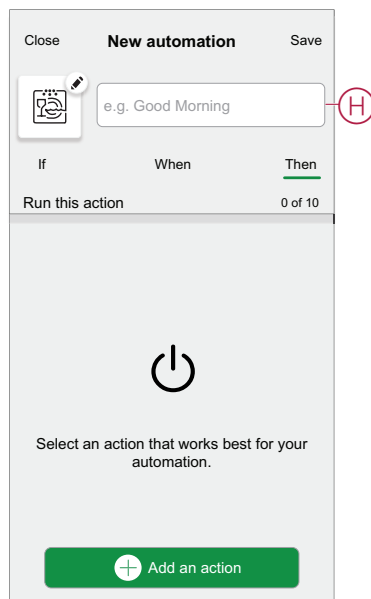 Close New automation Save
e.g. Good Morning
H
If When Then
Run this action 0 of 10
Select an action that works best for your
automation.
Add an action